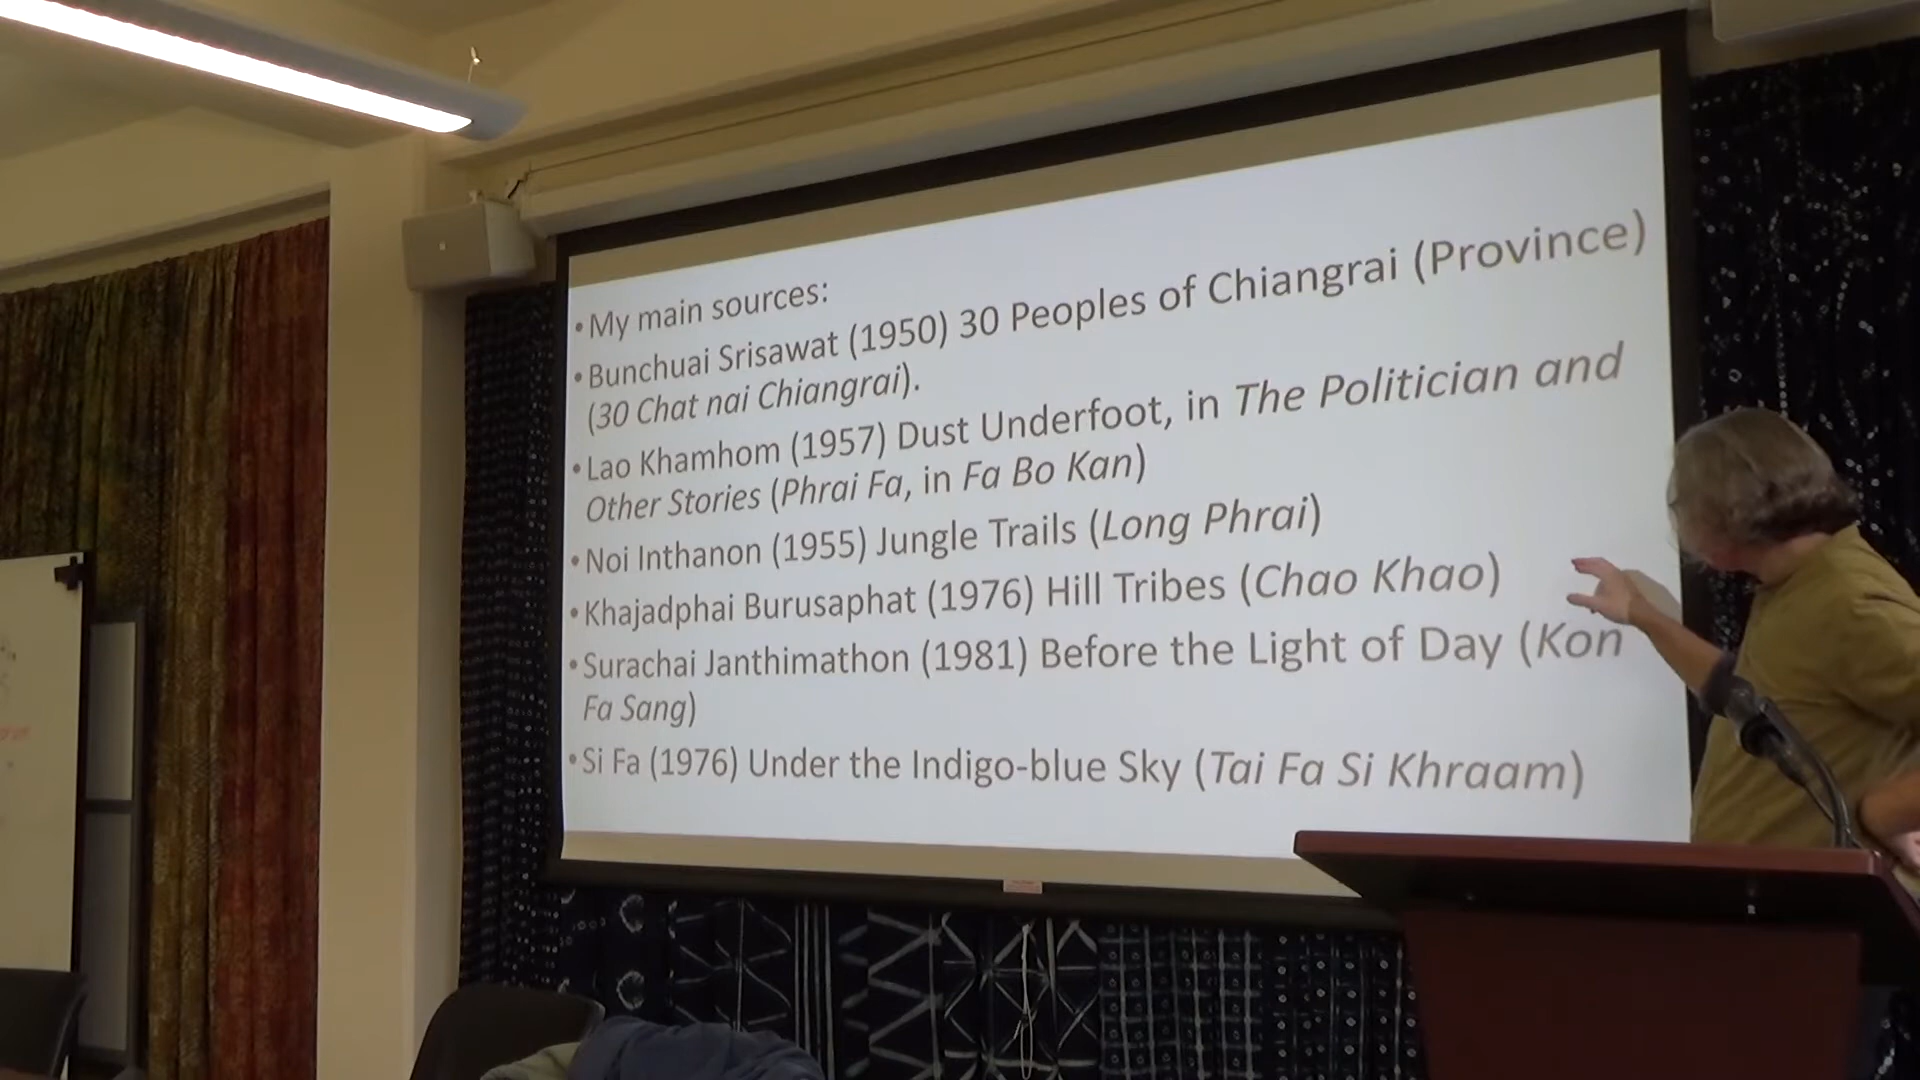 •My main sources:
•Bunchuai Srisawat (1950) 30 Peoples of Chiangrai (Province)
(30 Chat nai Chiangrai).
•Lao Khamhom (1957) Dust Underfoot, in The Politician and
Other Stories (Phrai Fa, in Fa Bo Kan)
•Noi Inthanon (1955) Jungle Trails (Long Phrai)
•Khajadphai Burusaphat (1976) Hill Tribes (Chao Khao)
•Surachai Janthimathon (1981) Before the Light of Day (Kon
Fa Sang)
•Si Fa (1976) Under the Indigo-blue Sky (Tai Fa Si Khraam)